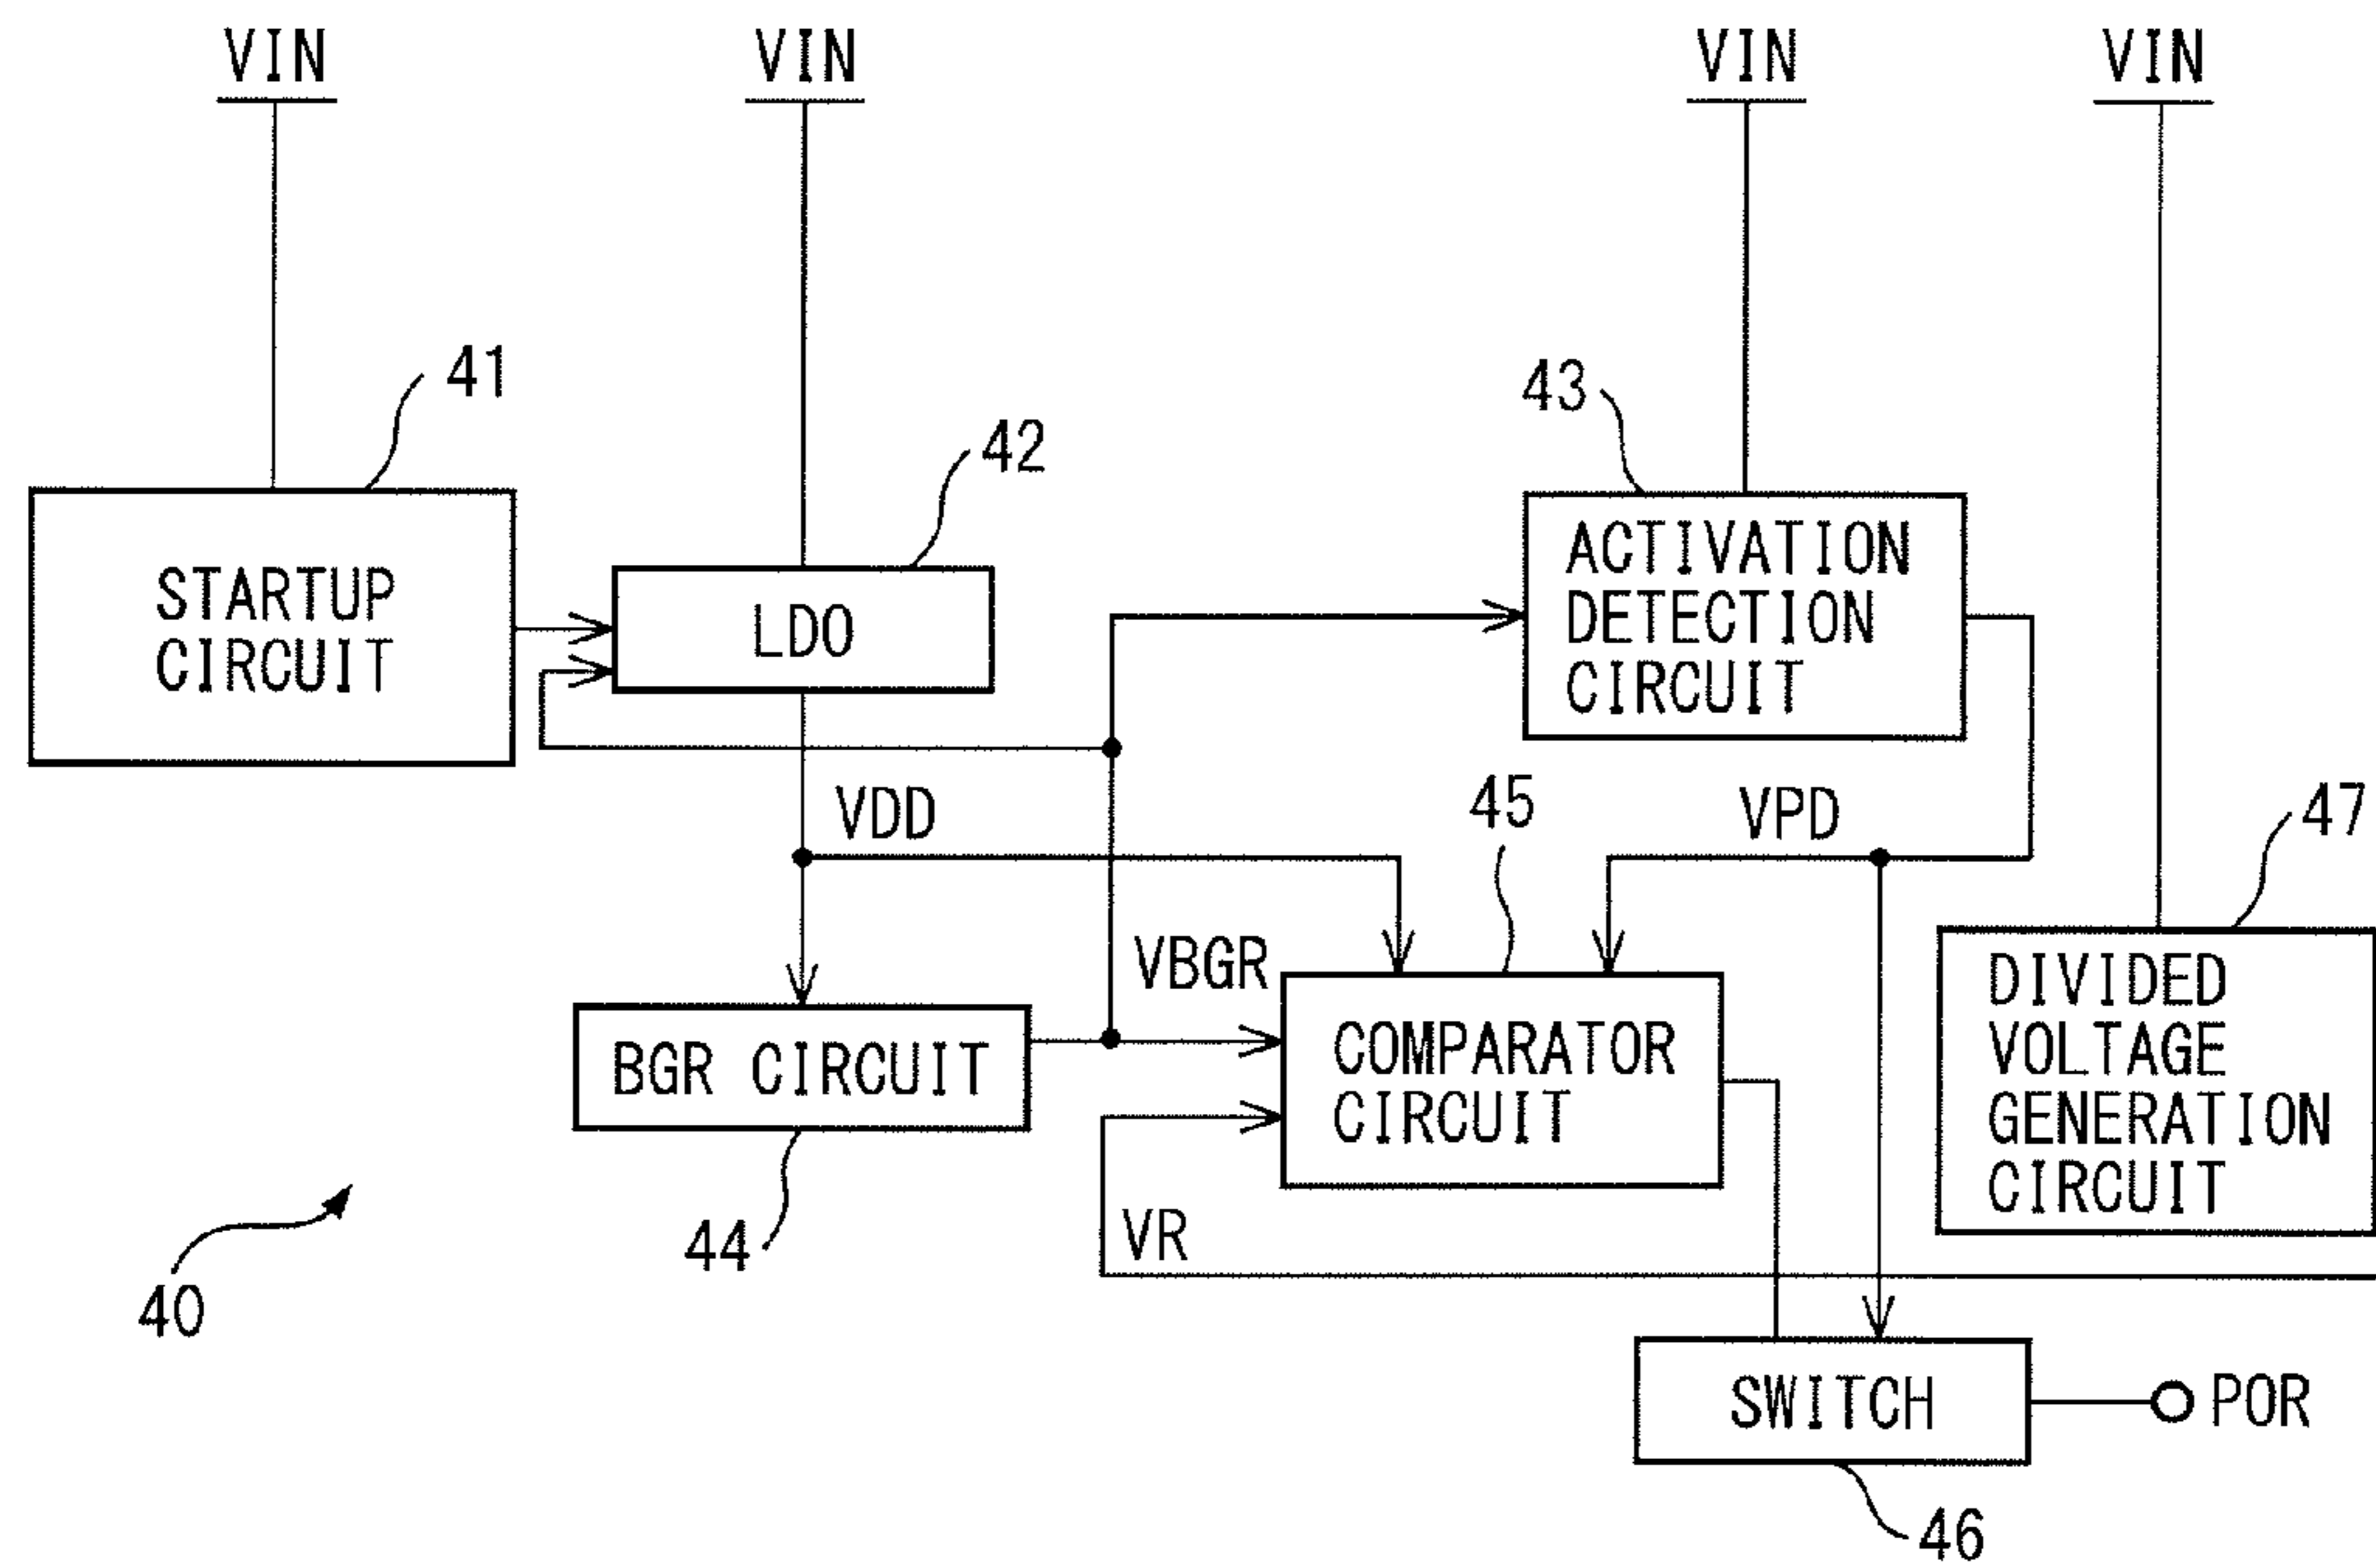 VIN
VIN
VIN
VIN
41
42
43
STARTUP
CIRCUIT
LDO
ACTIVATION
DETECTION
CIRCUIT
VDD
45
VPD
47
VBGR
BGR CIRCUIT
COMPARATOR
CIRCUIT
DIVIDED
VOLTAGE
GENERATION
CIRCUIT
44
VR
40
SWITCH
POR
46